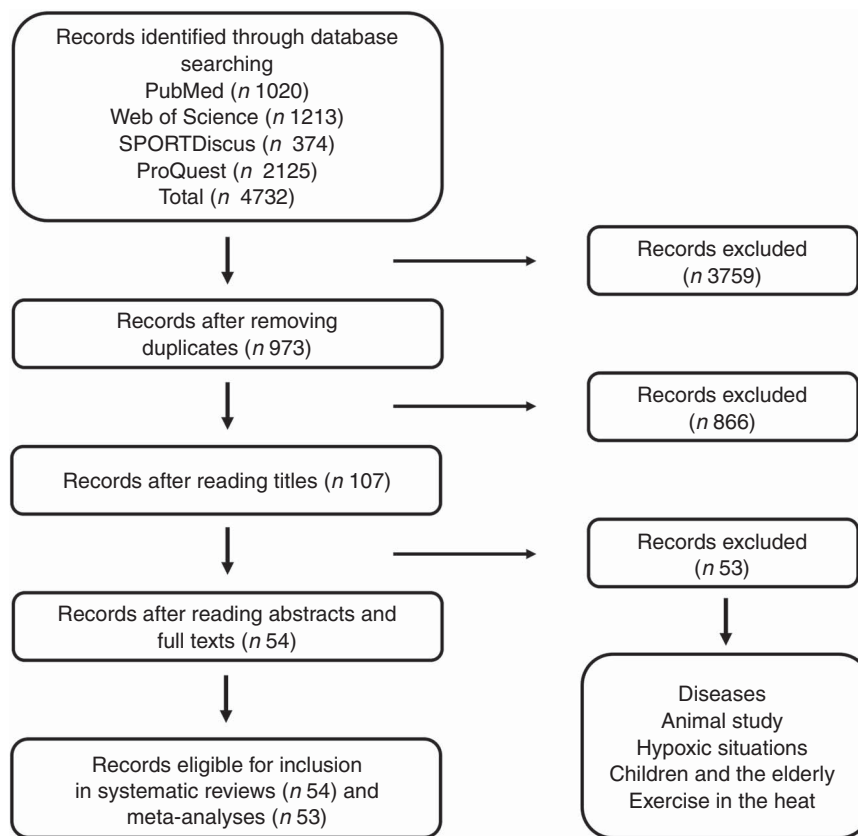 Records identified through database
searching
PubMed (n 1020)
Web of Science (n 1213)
SPORTDiscus (n 374)
ProQuest (n 2125)
Total (n 4732)
Records excluded
(n 3759)
Records after removing
duplicates (n 973)
Records excluded
(n 866)
Records after reading titles (n 107)
Records excluded
(n 53)
Records after reading abstracts and
full texts (n 54)
Diseases
Animal study
Hypoxic situations
Children and the elderly
Exercise in the heat
Records eligible for inclusion
in systematic reviews (n 54) and
meta-analyses (n 53)